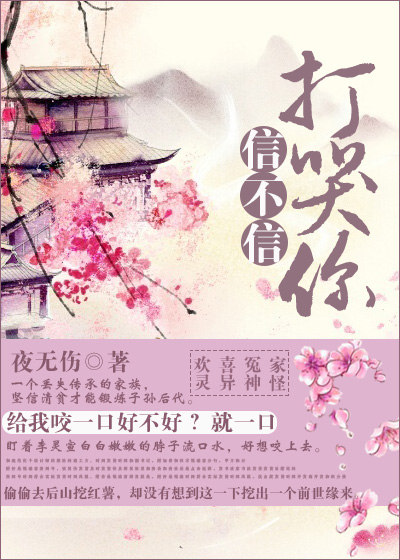 打哭你
信不信
夜无伤◎著
一个丢失传承的家族，
坚信清贫才能锻炼子孙后代。
欢喜冤家
灵异神怪
给我咬一口好不好？就一口
盯着李灵室白白嫩嫩的脖子流口水，好想咬上去。
偷偷去后山挖红薯，却没有想到这一下挖出一个前世缘来